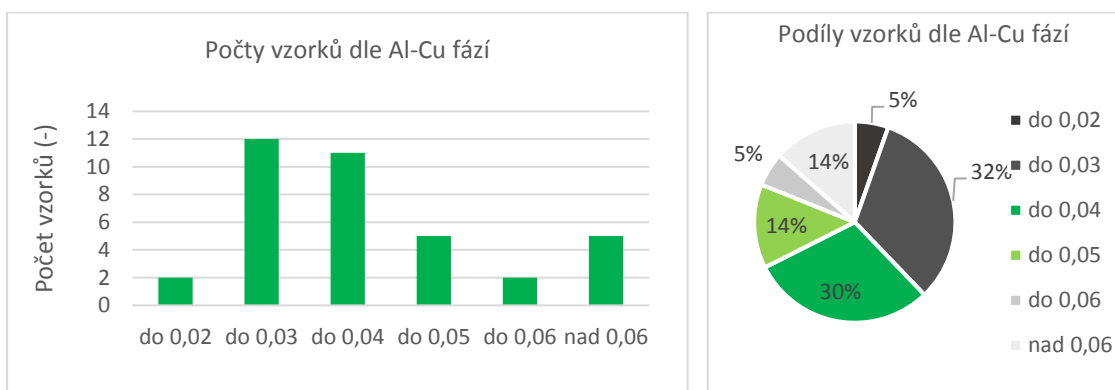 Počty vzorků dle Al-Cu fází
Počet vzorků (-)
14
12
10
8
6
4
2
0
do 0,02 do 0,03 do 0,04 do 0,05 do 0,06 nad 0,06
Podíly vzorků dle Al-Cu fází
5%
32%
30%
14%
5%
14%
do 0,02
do 0,03
do 0,04
do 0,05
do 0,06
nad 0,06